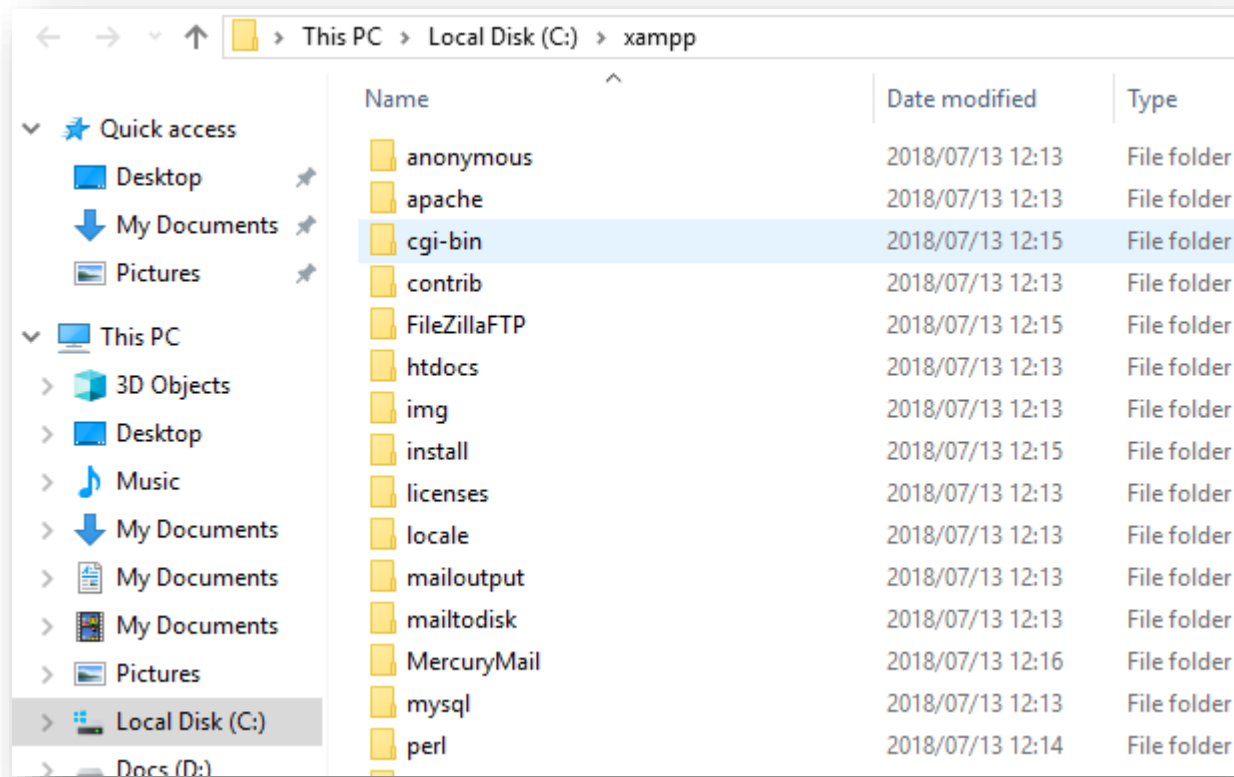 This PC > Local Disk (C:) > xampp
Name Date modified Type
Quick access
Desktop
My Documents
Pictures
This PC
3D Objects
Desktop
Music
My Documents
My Documents
My Documents
Pictures
Local Disk (C:)
Docs (D:)
anonymous 2018/07/13 12:13 File folder
apache 2018/07/13 12:13 File folder
cgi-bin 2018/07/13 12:15 File folder
contrib 2018/07/13 12:13 File folder
FileZillaFTP 2018/07/13 12:15 File folder
htdocs 2018/07/13 12:13 File folder
img 2018/07/13 12:13 File folder
install 2018/07/13 12:15 File folder
licenses 2018/07/13 12:13 File folder
locale 2018/07/13 12:13 File folder
mailoutput 2018/07/13 12:13 File folder
mailtodisk 2018/07/13 12:13 File folder
MercuryMail 2018/07/13 12:16 File folder
mysql 2018/07/13 12:13 File folder
perl 2018/07/13 12:14 File folder